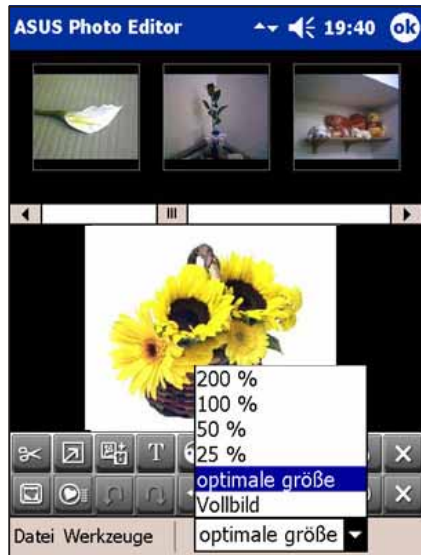 ASUS Photo Editor 19:40 ok
200 %
100 %
50 %
25 %
optimale größe
Vollbild
Datei Werkzeuge optimale größe